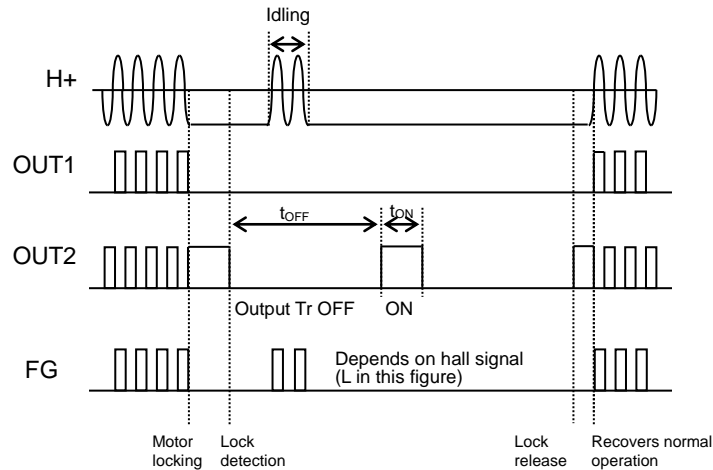 Idling
H+
OUT1
tOFF tON
OUT2
Output Tr OFF ON
FG
Depends on hall signal
(L in this figure)
Motor
locking
Lock
detection
Lock
release
Recovers normal
operation